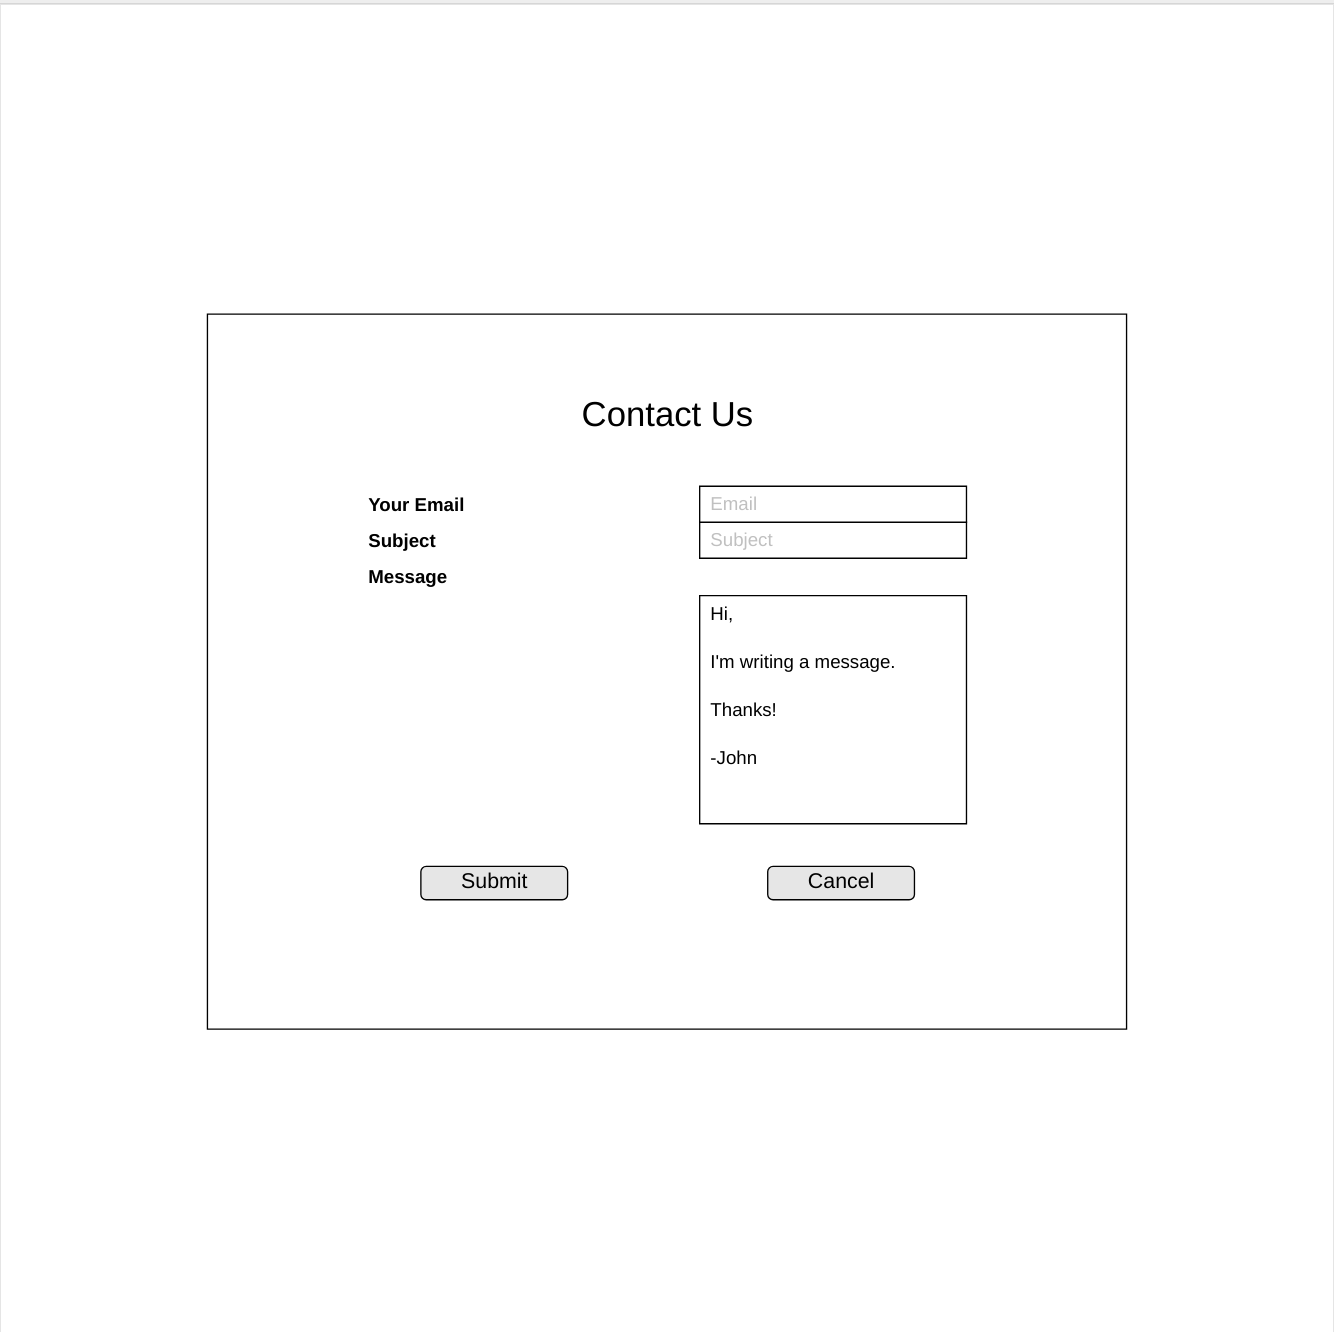 Contact Us
Your Email
Email
Subject
Subject
Message
Hi,
I'm writing a message.
Thanks!
-John
Submit
Cancel